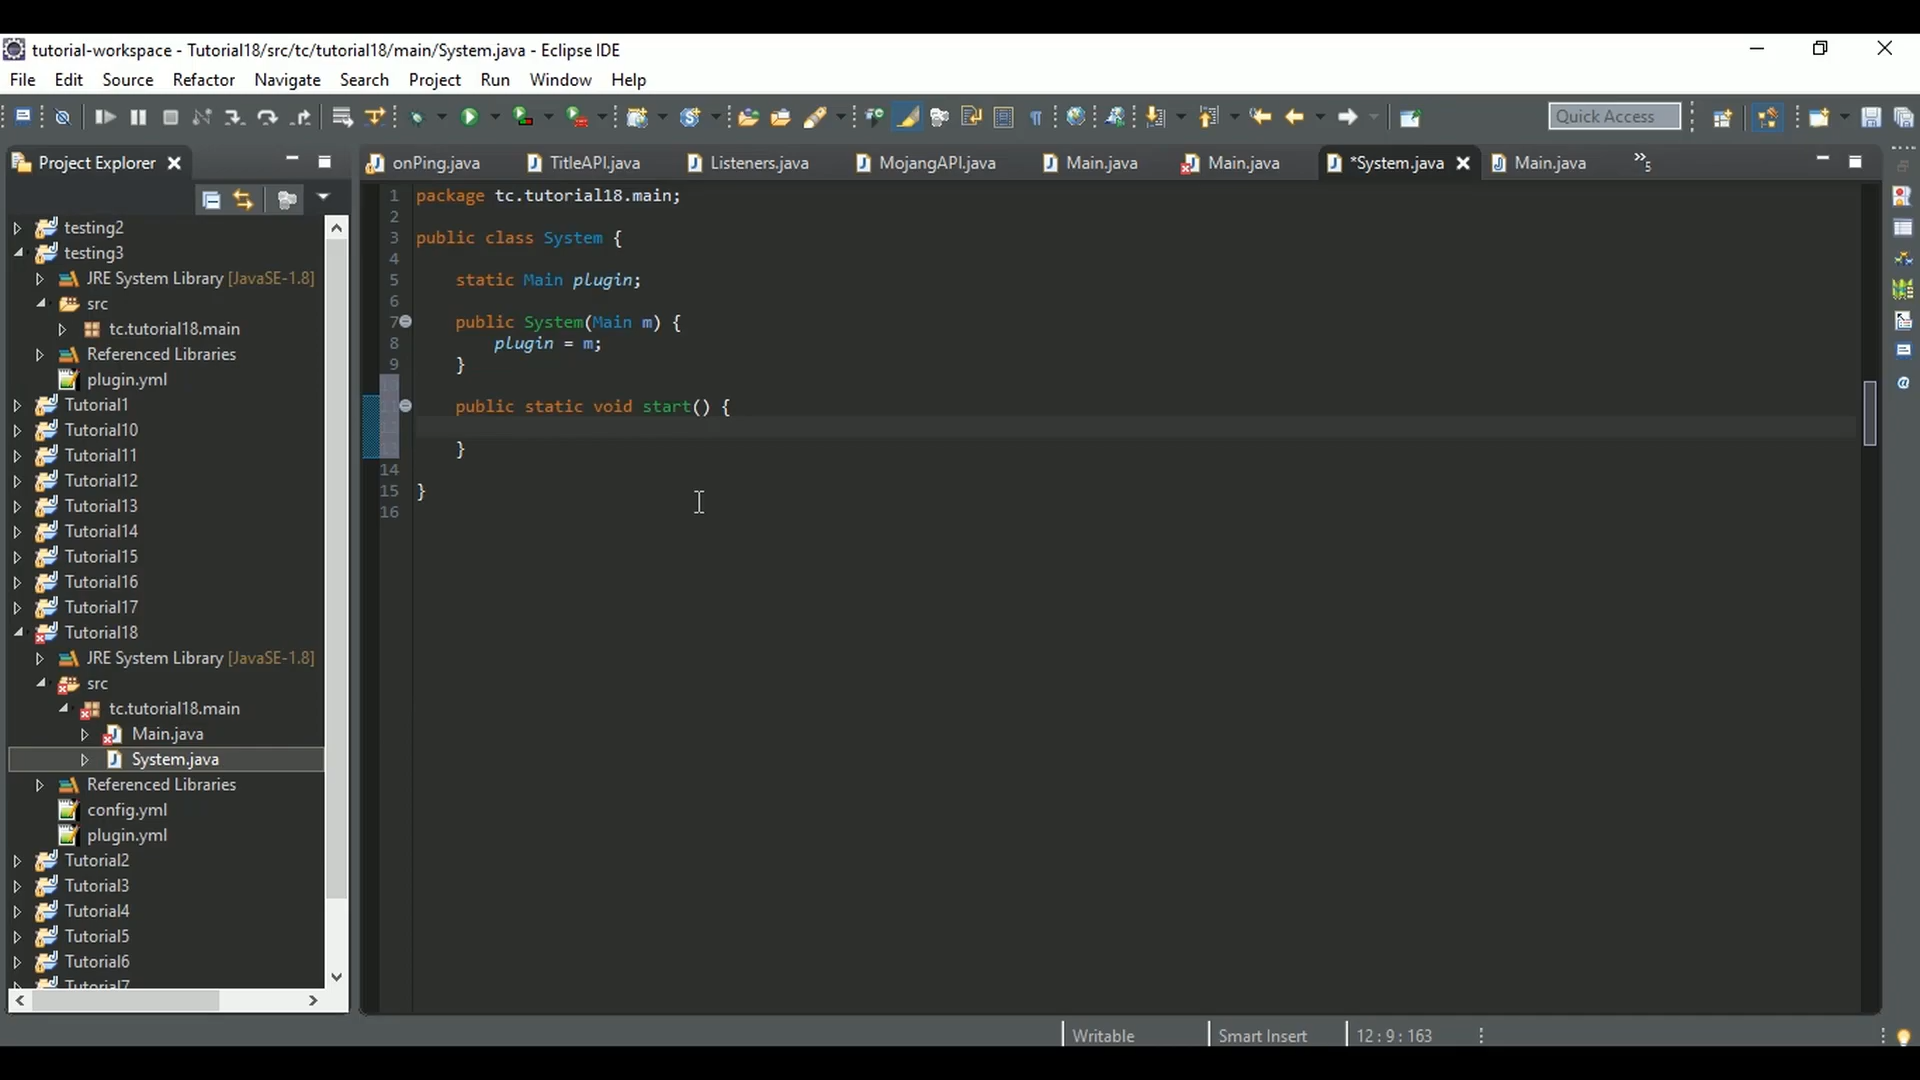 tutorial-workspace - Tutorial18/src/tc/tutorial18/main/System.java - Eclipse IDE
File Edit Source Refactor Navigate Search Project Run Window Help
Quick Access
Project Explorer
onPing.java TitleAPI.java Listeners.java MojangAPI.java Main.java Main.java *System.java Main.java »5
testing2
testing3
JRE System Library [JavaSE-1.8]
src
tc.tutorial18.main
Referenced Libraries
plugin.yml
Tutorial1
Tutorial10
Tutorial11
Tutorial12
Tutorial13
Tutorial14
Tutorial15
Tutorial16
Tutorial17
Tutorial18
JRE System Library [JavaSE-1.8]
src
tc.tutorial18.main
Main.java
System.java
Referenced Libraries
config.yml
plugin.yml
Tutorial2
Tutorial3
Tutorial4
Tutorial5
Tutorial6
Tutorial7
1 package tc.tutorial18.main;
2
3 public class System {
4
5 static Main plugin;
6
7 public System(Main m) {
8 plugin = m;
9 }
public static void start() {
}
14
15 }
16
Writable Smart Insert 12 : 9 : 163